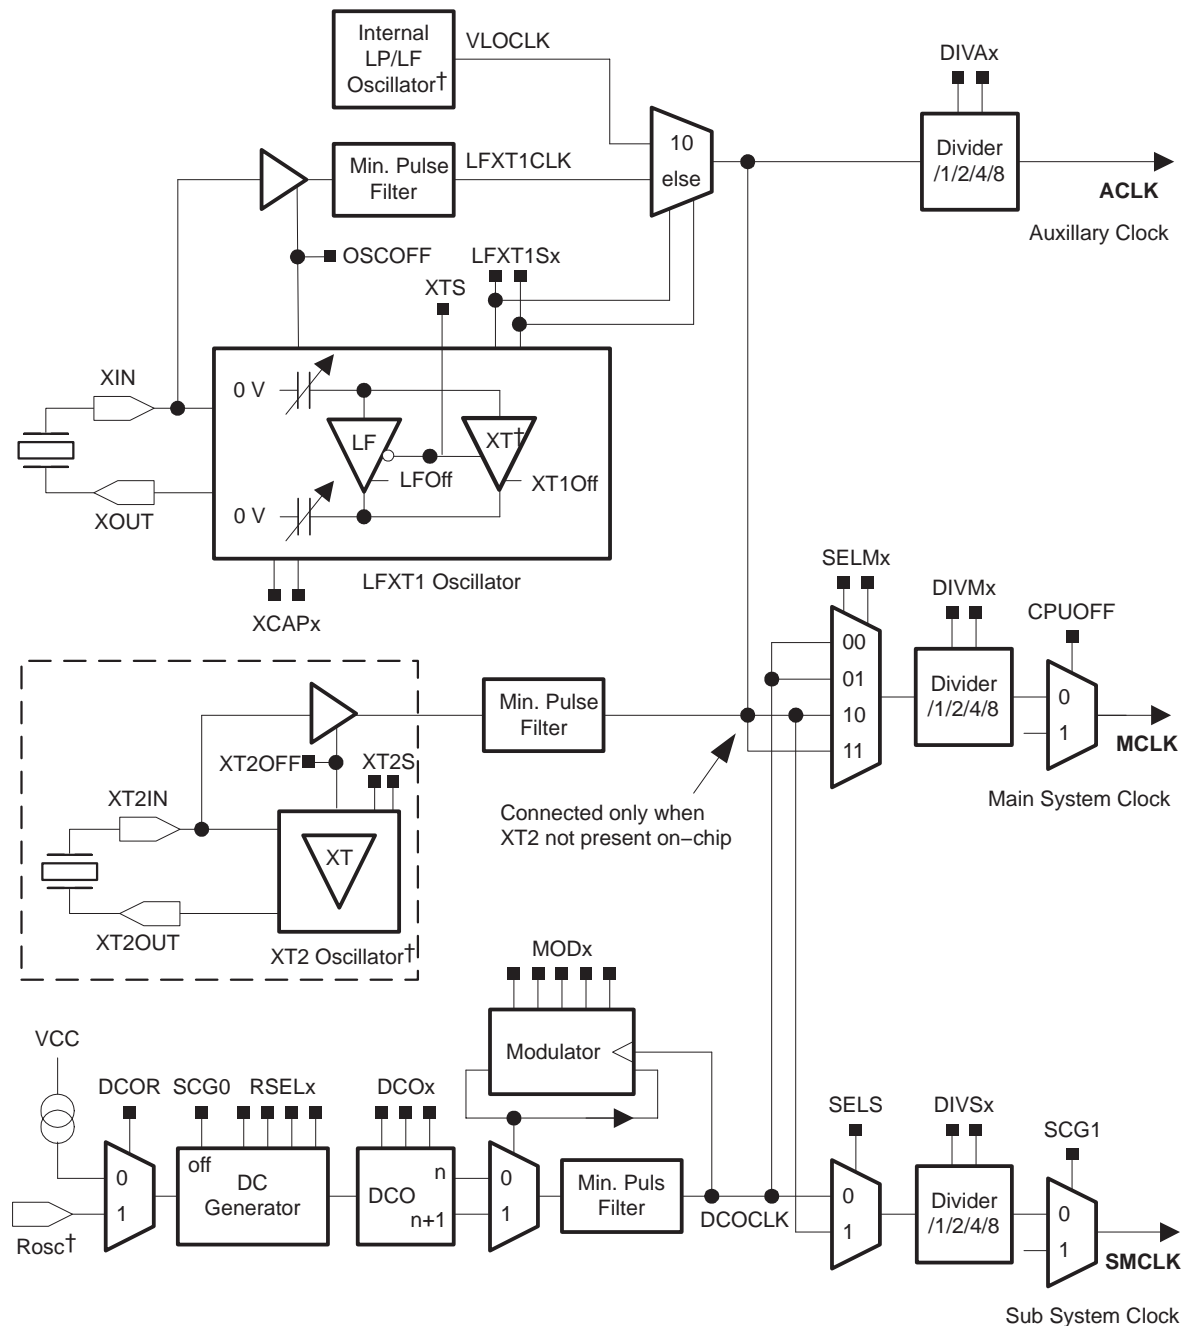 Internal
LP/LF
Oscillator†
VLOCLK
DIVAx
10
else
Divider
/1/2/4/8
ACLK
Auxillary Clock
Min. Pulse
Filter
LFXT1CLK
OSCOFF
LFXT1Sx
XTS
XIN
0 V
LF
XT†
LFOff
XT1Off
0 V
XOUT
LFXT1 Oscillator
XCAPx
SELMx
00
01
10
11
DIVMx
Divider
/1/2/4/8
CPUOFF
0
1
MCLK
Main System Clock
Min. Pulse
Filter
XT2OFF
XT2S
XT2IN
XT
XT2OUT
XT2 Oscillator†
Connected only when
XT2 not present on−chip
MODx
Modulator
VCC
DCOR
SCG0
RSELx
DCOx
0
1
Rosc†
off
DC
Generator
n
DCO
n+1
0
1
Min. Puls
Filter
DCOCLK
SELS
0
1
DIVSx
Divider
/1/2/4/8
SCG1
0
1
SMCLK
Sub System Clock